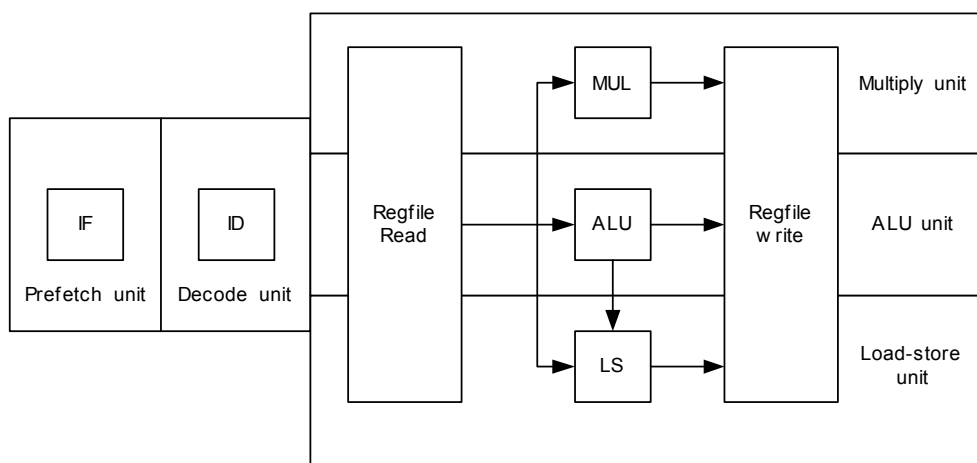 MUL
Multiply unit
IF
ID
Regfile
Read
ALU
Regfile
write
ALU unit
Prefetch unit
Decode unit
LS
Load-store
unit